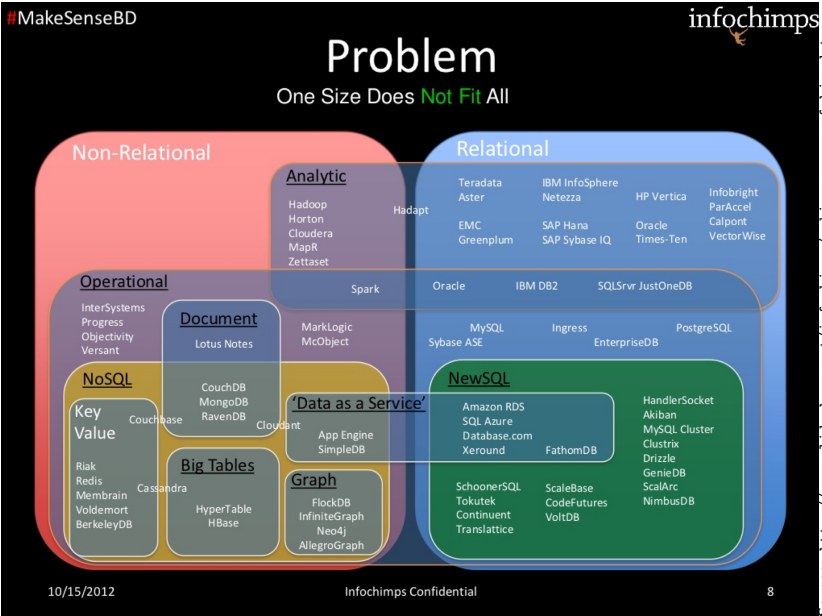 #MakeSenseBD
infochimps
Problem
One Size Does Not Fit All
Non-Relational
Relational
Analytic
Hadoop
Horton
Cloudera
MapR
Zettaset
Hadapt
Teradata
Aster
EMC
Greenplum
IBM InfoSphere
Netezza
SAP Hana
SAP Sybase IQ
HP Vertica
Oracle
Times-Ten
Infobright
ParAccel
Calpont
VectorWise
Operational
Spark
Oracle
IBM DB2
SQLSrvr JustOneDB
InterSystems
Progress
Objectivity
Versant
Document
Lotus Notes
MarkLogic
McObject
MySQL
Ingress
PostgreSQL
Sybase ASE
EnterpriseDB
NoSQL
CouchDB
MongoDB
RavenDB
Key
Value
Couchbase
Cloudant
Riak
Redis
Membrain
Voldemort
BerkeleyDB
Cassandra
Big Tables
HyperTable
HBase
'Data as a Service'
App Engine
SimpleDB
Graph
FlockDB
InfiniteGraph
Neo4j
AllegroGraph
NewSQL
Amazon RDS
SQL Azure
Database.com
Xeround
FathomDB
HandlerSocket
Akiban
MySQL Cluster
Clustrix
Drizzle
GenieDB
ScalArc
NimbusDB
SchoonerSQL
Tokutek
Continuent
Translattice
ScaleBase
CodeFutures
VoltDB
10/15/2012
Infochimps Confidential
8